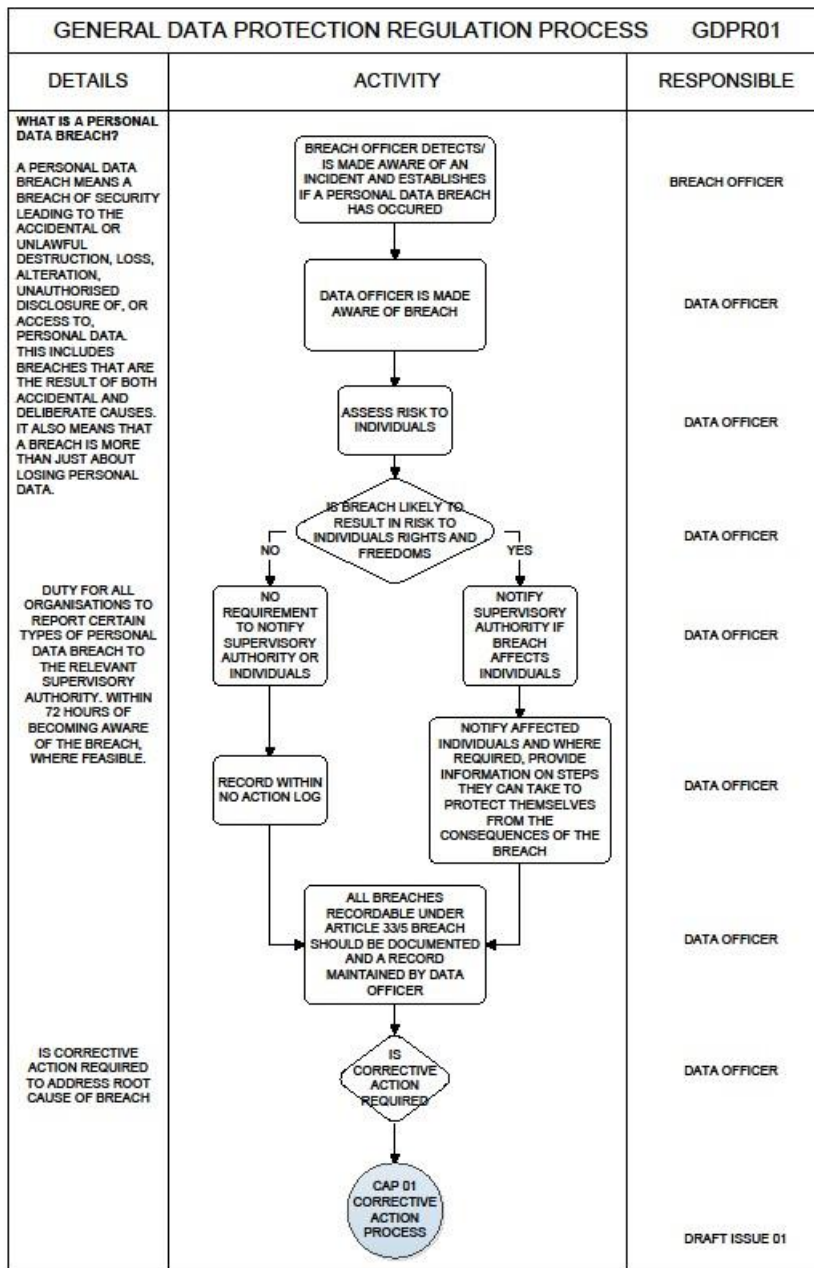 GENERAL DATA PROTECTION REGULATION PROCESS GDPR01
DETAILS
ACTIVITY
RESPONSIBLE
WHAT IS A PERSONAL
DATA BREACH?
A PERSONAL DATA
BREACH MEANS A
BREACH OF SECURITY
LEADING TO THE
ACCIDENTAL OR
UNLAWFUL
DESTRUCTION, LOSS,
ALTERATION,
UNAUTHORISED
DISCLOSURE OF, OR
ACCESS TO,
PERSONAL DATA.
THIS INCLUDES
BREACHES THAT ARE
THE RESULT OF BOTH
ACCIDENTAL AND
DELIBERATE CAUSES.
IT ALSO MEANS THAT
A BREACH IS MORE
THAN JUST ABOUT
LOSING PERSONAL
DATA.
DUTY FOR ALL
ORGANISATIONS TO
REPORT CERTAIN
TYPES OF PERSONAL
DATA BREACH TO
THE RELEVANT
SUPERVISORY
AUTHORITY. WITHIN
72 HOURS OF
BECOMING AWARE
OF THE BREACH,
WHERE FEASIBLE.
IS CORRECTIVE
ACTION REQUIRED
TO ADDRESS ROOT
CAUSE OF BREACH
BREACH OFFICER DETECTS/
IS MADE AWARE OF AN
INCIDENT AND ESTABLISHES
IF A PERSONAL DATA BREACH
HAS OCCURED
DATA OFFICER IS MADE
AWARE OF BREACH
ASSESS RISK TO
INDIVIDUALS
IS BREACH LIKELY TO
RESULT IN RISK TO
INDIVIDUALS RIGHTS AND
FREEDOMS
NO
YES
NO
REQUIREMENT
TO NOTIFY
SUPERVISORY
AUTHORITY OR
INDIVIDUALS
NOTIFY
SUPERVISORY
AUTHORITY IF
BREACH
AFFECTS
INDIVIDUALS
RECORD WITHIN
NO ACTION LOG
NOTIFY AFFECTED
INDIVIDUALS AND WHERE
REQUIRED, PROVIDE
INFORMATION ON STEPS
THEY CAN TAKE TO
PROTECT THEMSELVES
FROM THE
CONSEQUENCES OF THE
BREACH
ALL BREACHES
RECORDABLE UNDER
ARTICLE 33/5 BREACH
SHOULD BE DOCUMENTED
AND A RECORD
MAINTAINED BY DATA
OFFICER
IS
CORRECTIVE
ACTION
REQUIRED
CAP 01
CORRECTIVE
ACTION
PROCESS
BREACH OFFICER
DATA OFFICER
DATA OFFICER
DATA OFFICER
DATA OFFICER
DATA OFFICER
DATA OFFICER
DATA OFFICER
DRAFT ISSUE 01